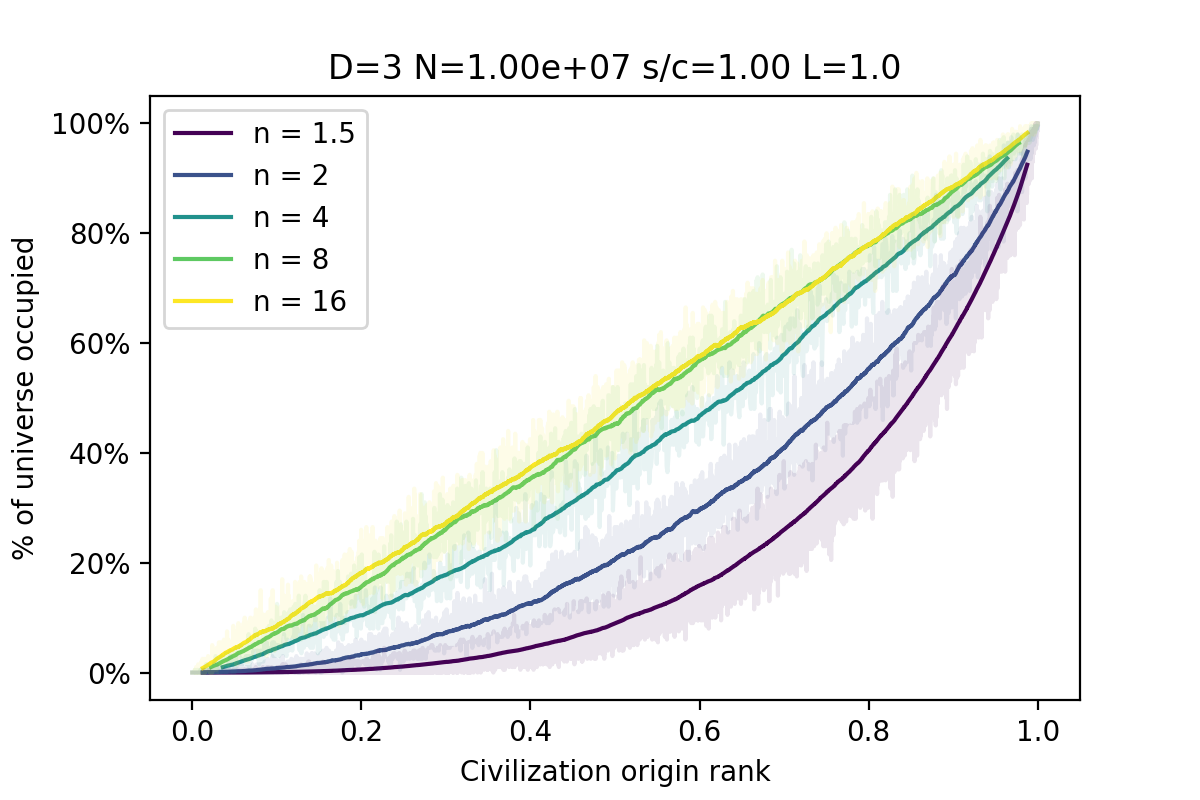 D=3 N=1.00e+07 s/c=1.00 L=1.0
100%
80%
60%
40%
20%
0%
% of universe occupied
n = 1.5
n = 2
n = 4
n = 8
n = 16
0.0 0.2 0.4 0.6 0.8 1.0
Civilization origin rank